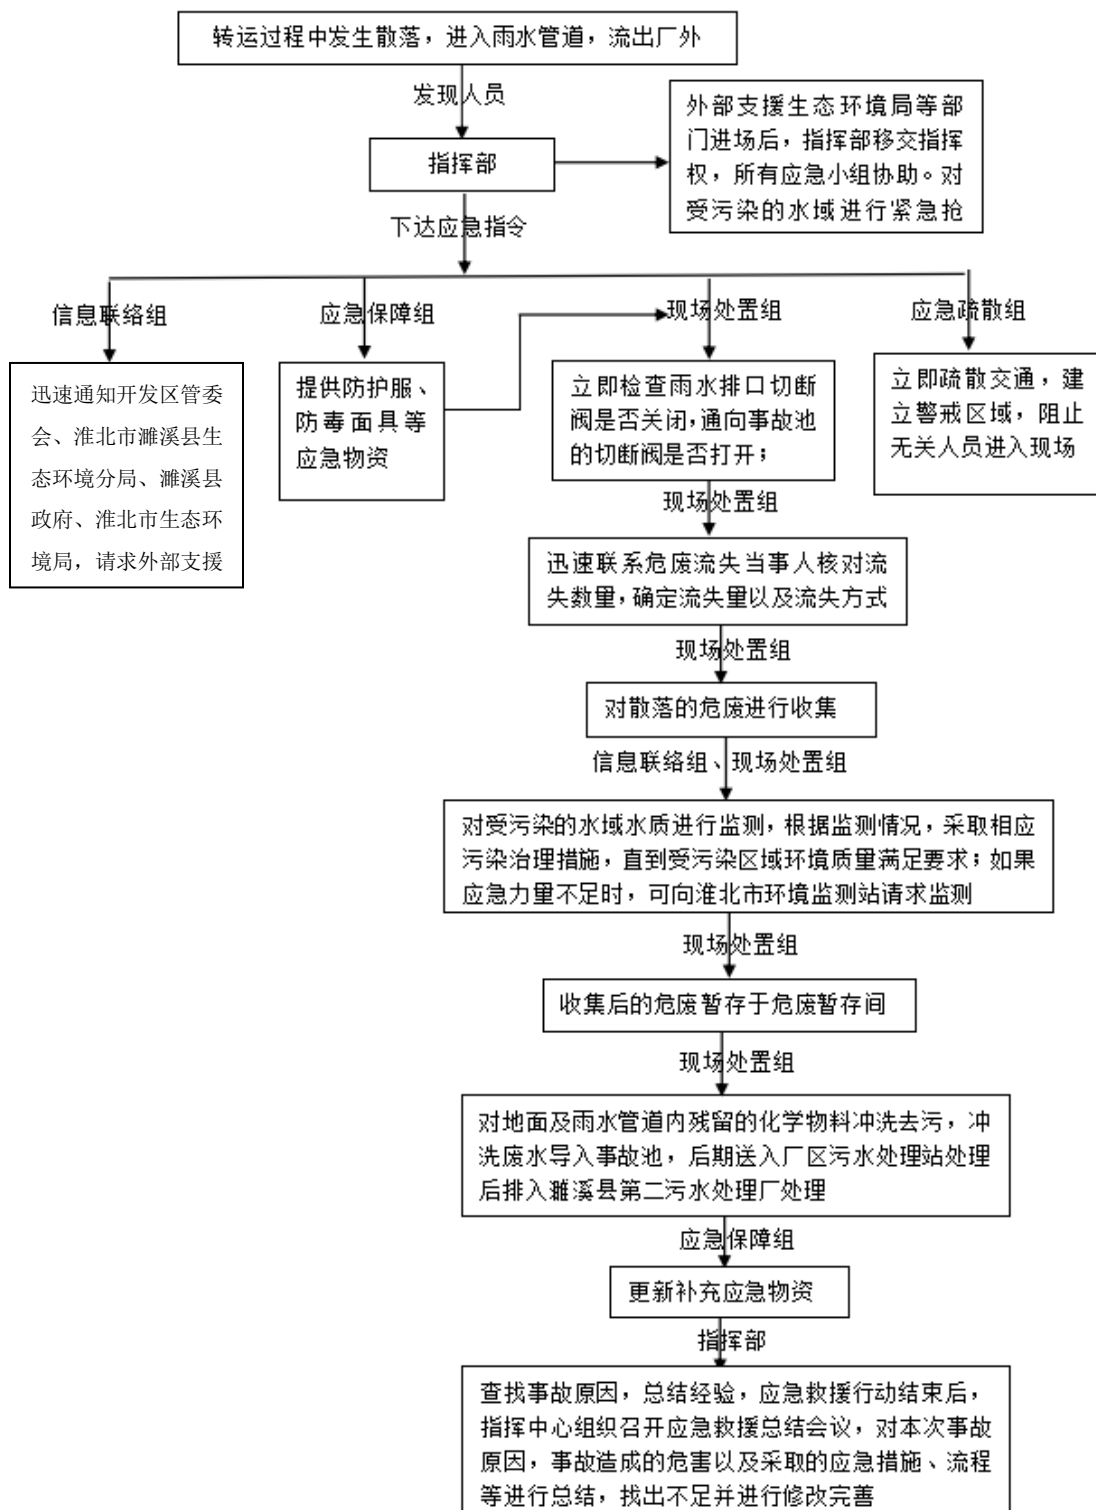 转运过程中发生散落，进入雨水管道，流出厂外
发现人员
指挥部
外部支援生态环境局等部
门进场后，指挥部移交指挥
权，所有应急小组协助。对
受污染的水域进行紧急抢
下达应急指令
信息联络组
应急保障组
现场处置组
应急疏散组
迅速通知开发区管委
会、淮北市濉溪县生
态环境分局、濉溪县
政府、淮北市生态环
境局，请求外部支援
提供防护服、
防毒面具等
应急物资
立即检查雨水排口切断
阀是否关闭，通向事故池
的切断阀是否打开；
立即疏散交通，建
立警戒区域，阻止
无关人员进入现场
现场处置组
迅速联系危废流失当事人核对流
失数量，确定流失量以及流失方式
现场处置组
对散落的危废进行收集
信息联络组、现场处置组
对受污染的水域水质进行监测，根据监测情况，采取相应
污染治理措施，直到受污染区域环境质量满足要求；如果
应急力量不足时，可向淮北市环境监测站请求监测
现场处置组
收集后的危废暂存于危废暂存间
现场处置组
对地面及雨水管道内残留的化学物料冲洗去污，冲
洗废水导入事故池，后期送入厂区污水处理站处理
后排入濉溪县第二污水处理厂处理
应急保障组
更新补充应急物资
指挥部
查找事故原因，总结经验，应急救援行动结束后，
指挥中心组织召开应急救援总结会议，对本次事故
原因，事故造成的危害以及采取的应急措施、流程
等进行总结，找出不足并进行修改完善